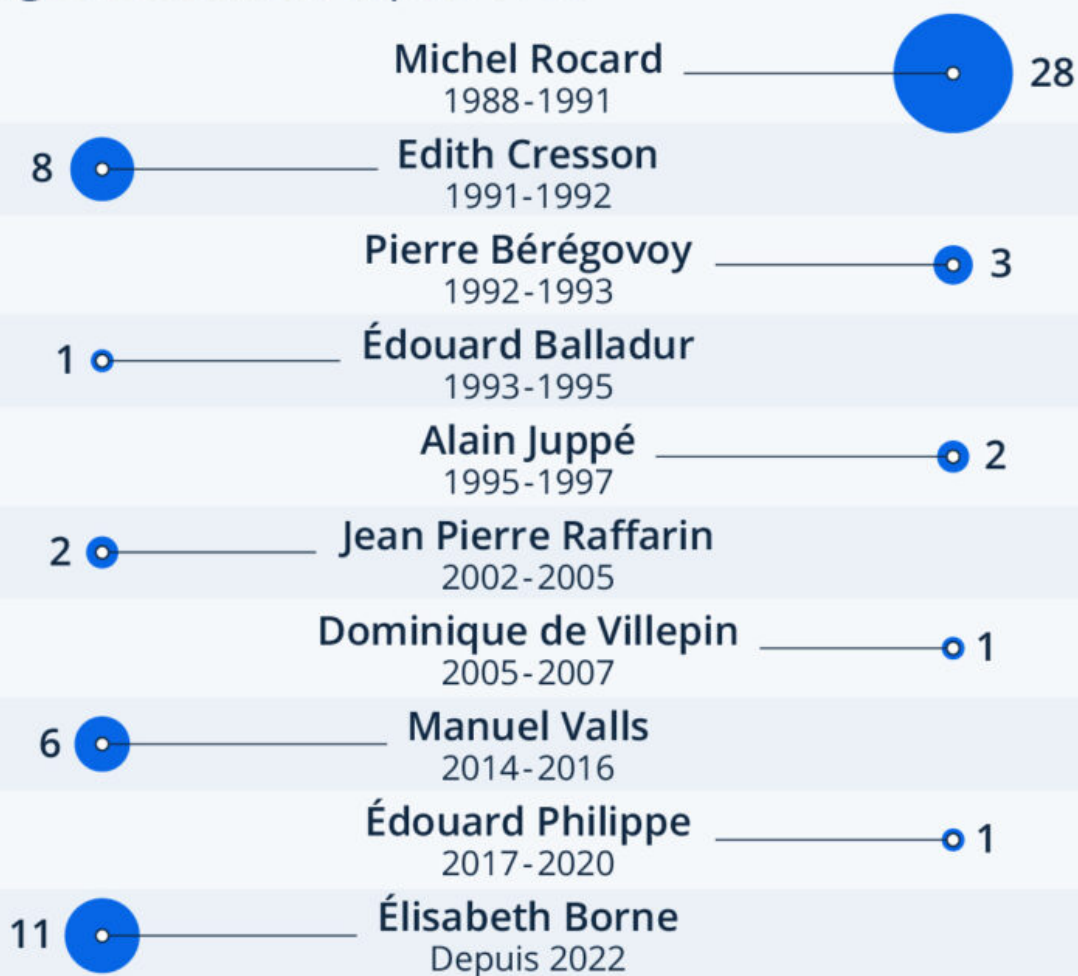 Michel Rocard
28
1988-1991
8
Edith Cresson
1991-1992
Pierre Bérégovoy
3
1992-1993
1
Édouard Balladur
1993-1995
Alain Juppé
2
1995-1997
2
Jean Pierre Raffarin
2002-2005
Dominique de Villepin
1
2005-2007
6
Manuel Valls
2014-2016
Édouard Philippe
1
2017-2020
11
Élisabeth Borne
Depuis 2022